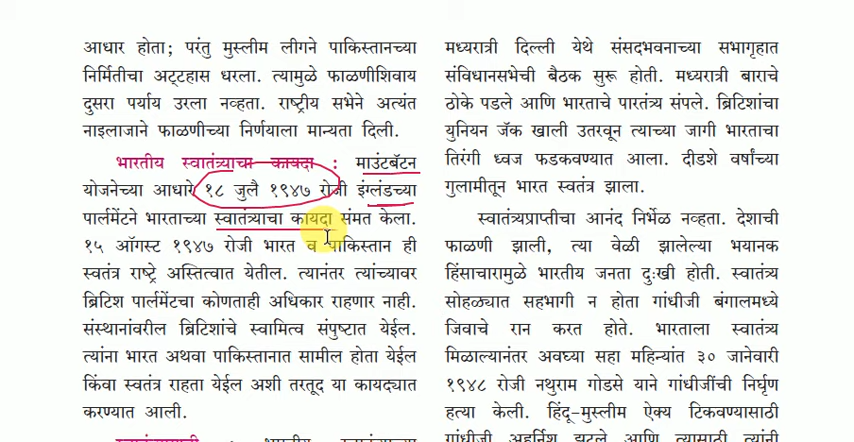 आधार होता; परंतु मुस्लीम लीगने पाकिस्तानच्या
निर्मितीचा अट्टहास धरला. त्यामुळे फाळणीशिवाय
दुसरा पर्याय उरला नव्हता. राष्ट्रीय सभेने अत्यंत
नाइलाजाने फाळणीच्या निर्णयाला मान्यता दिली.
भारतीय स्वातंत्र्याचा कायदा : माउंटबॅटन
योजनेच्या आधारे १८ जुलै १९४७ रोजी इंग्लंडच्या
पार्लमेंटने भारताच्या स्वातंत्र्याचा कायदा संमत केला.
१५ ऑगस्ट १९४७ रोजी भारत व पाकिस्तान ही
स्वतंत्र राष्ट्रे अस्तित्वात येतील. त्यानंतर त्यांच्यावर
ब्रिटिश पार्लमेंटचा कोणताही अधिकार राहणार नाही.
संस्थानांवरील ब्रिटिशांचे स्वामित्व संपुष्टात येईल.
त्यांना भारत अथवा पाकिस्तानात सामील होता येईल
किंवा स्वतंत्र राहता येईल अशी तरतूद या कायद्यात
करण्यात आली.
मध्यरात्री दिल्ली येथे संसदभवनाच्या सभागृहात
संविधानसभेची बैठक सुरू होती. मध्यरात्री बाराचे
ठोके पडले आणि भारताचे पारतंत्र्य संपले. ब्रिटिशांचा
युनियन जॅक खाली उतरवून त्याच्या जागी भारताचा
तिरंगी ध्वज फडकवण्यात आला. दीडशे वर्षांच्या
गुलामीतून भारत स्वतंत्र झाला.
स्वातंत्र्यप्राप्तीचा आनंद निर्भेळ नव्हता. देशाची
फाळणी झाली, त्या वेळी झालेल्या भयानक
हिंसाचारामुळे भारतीय जनता दुःखी होती. स्वातंत्र्य
सोहळ्यात सहभागी न होता गांधीजी बंगालमध्ये
जिवाचे रान करत होते. भारताला स्वातंत्र्य
मिळाल्यानंतर अवघ्या सहा महिन्यांत ३० जानेवारी
१९४८ रोजी नथुराम गोडसे याने गांधीजींची निर्घृण
हत्या केली. हिंदू-मुस्लीम ऐक्य टिकवण्यासाठी
गांधीजी अहर्निश झटले आणि त्यासाठी त्यांनी